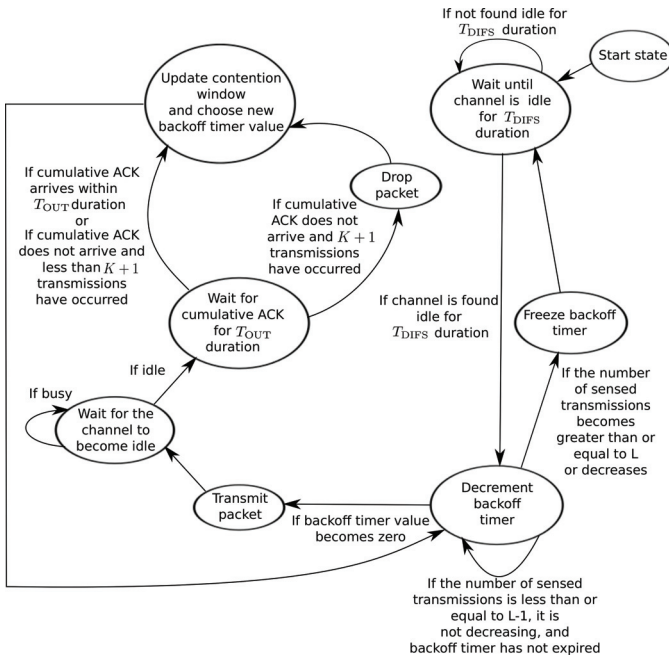 If not found idle for
T_DIFS duration
Start state
Wait until
channel is idle
for T_DIFS
duration
Update contention
window
and choose new
backoff timer value
Drop
packet
If cumulative ACK
arrives within
T_OUT duration
or
If cumulative ACK
does not arrive and
less than K + 1
transmissions
have occurred
If cumulative
ACK does not
arrive and K + 1
transmissions
have occurred
Wait for
cumulative ACK
for T_OUT
duration
If channel is found
idle for
T_DIFS duration
Freeze backoff
timer
If idle
If busy
Wait for the
channel to
become idle
If the number
of sensed
transmissions
becomes
greater than or
equal to L
or decreases
Transmit
packet
Decrement
backoff
timer
If backoff timer value
becomes zero
If the number of sensed
transmissions is less than or
equal to L-1, it is
not decreasing, and
backoff timer has not expired